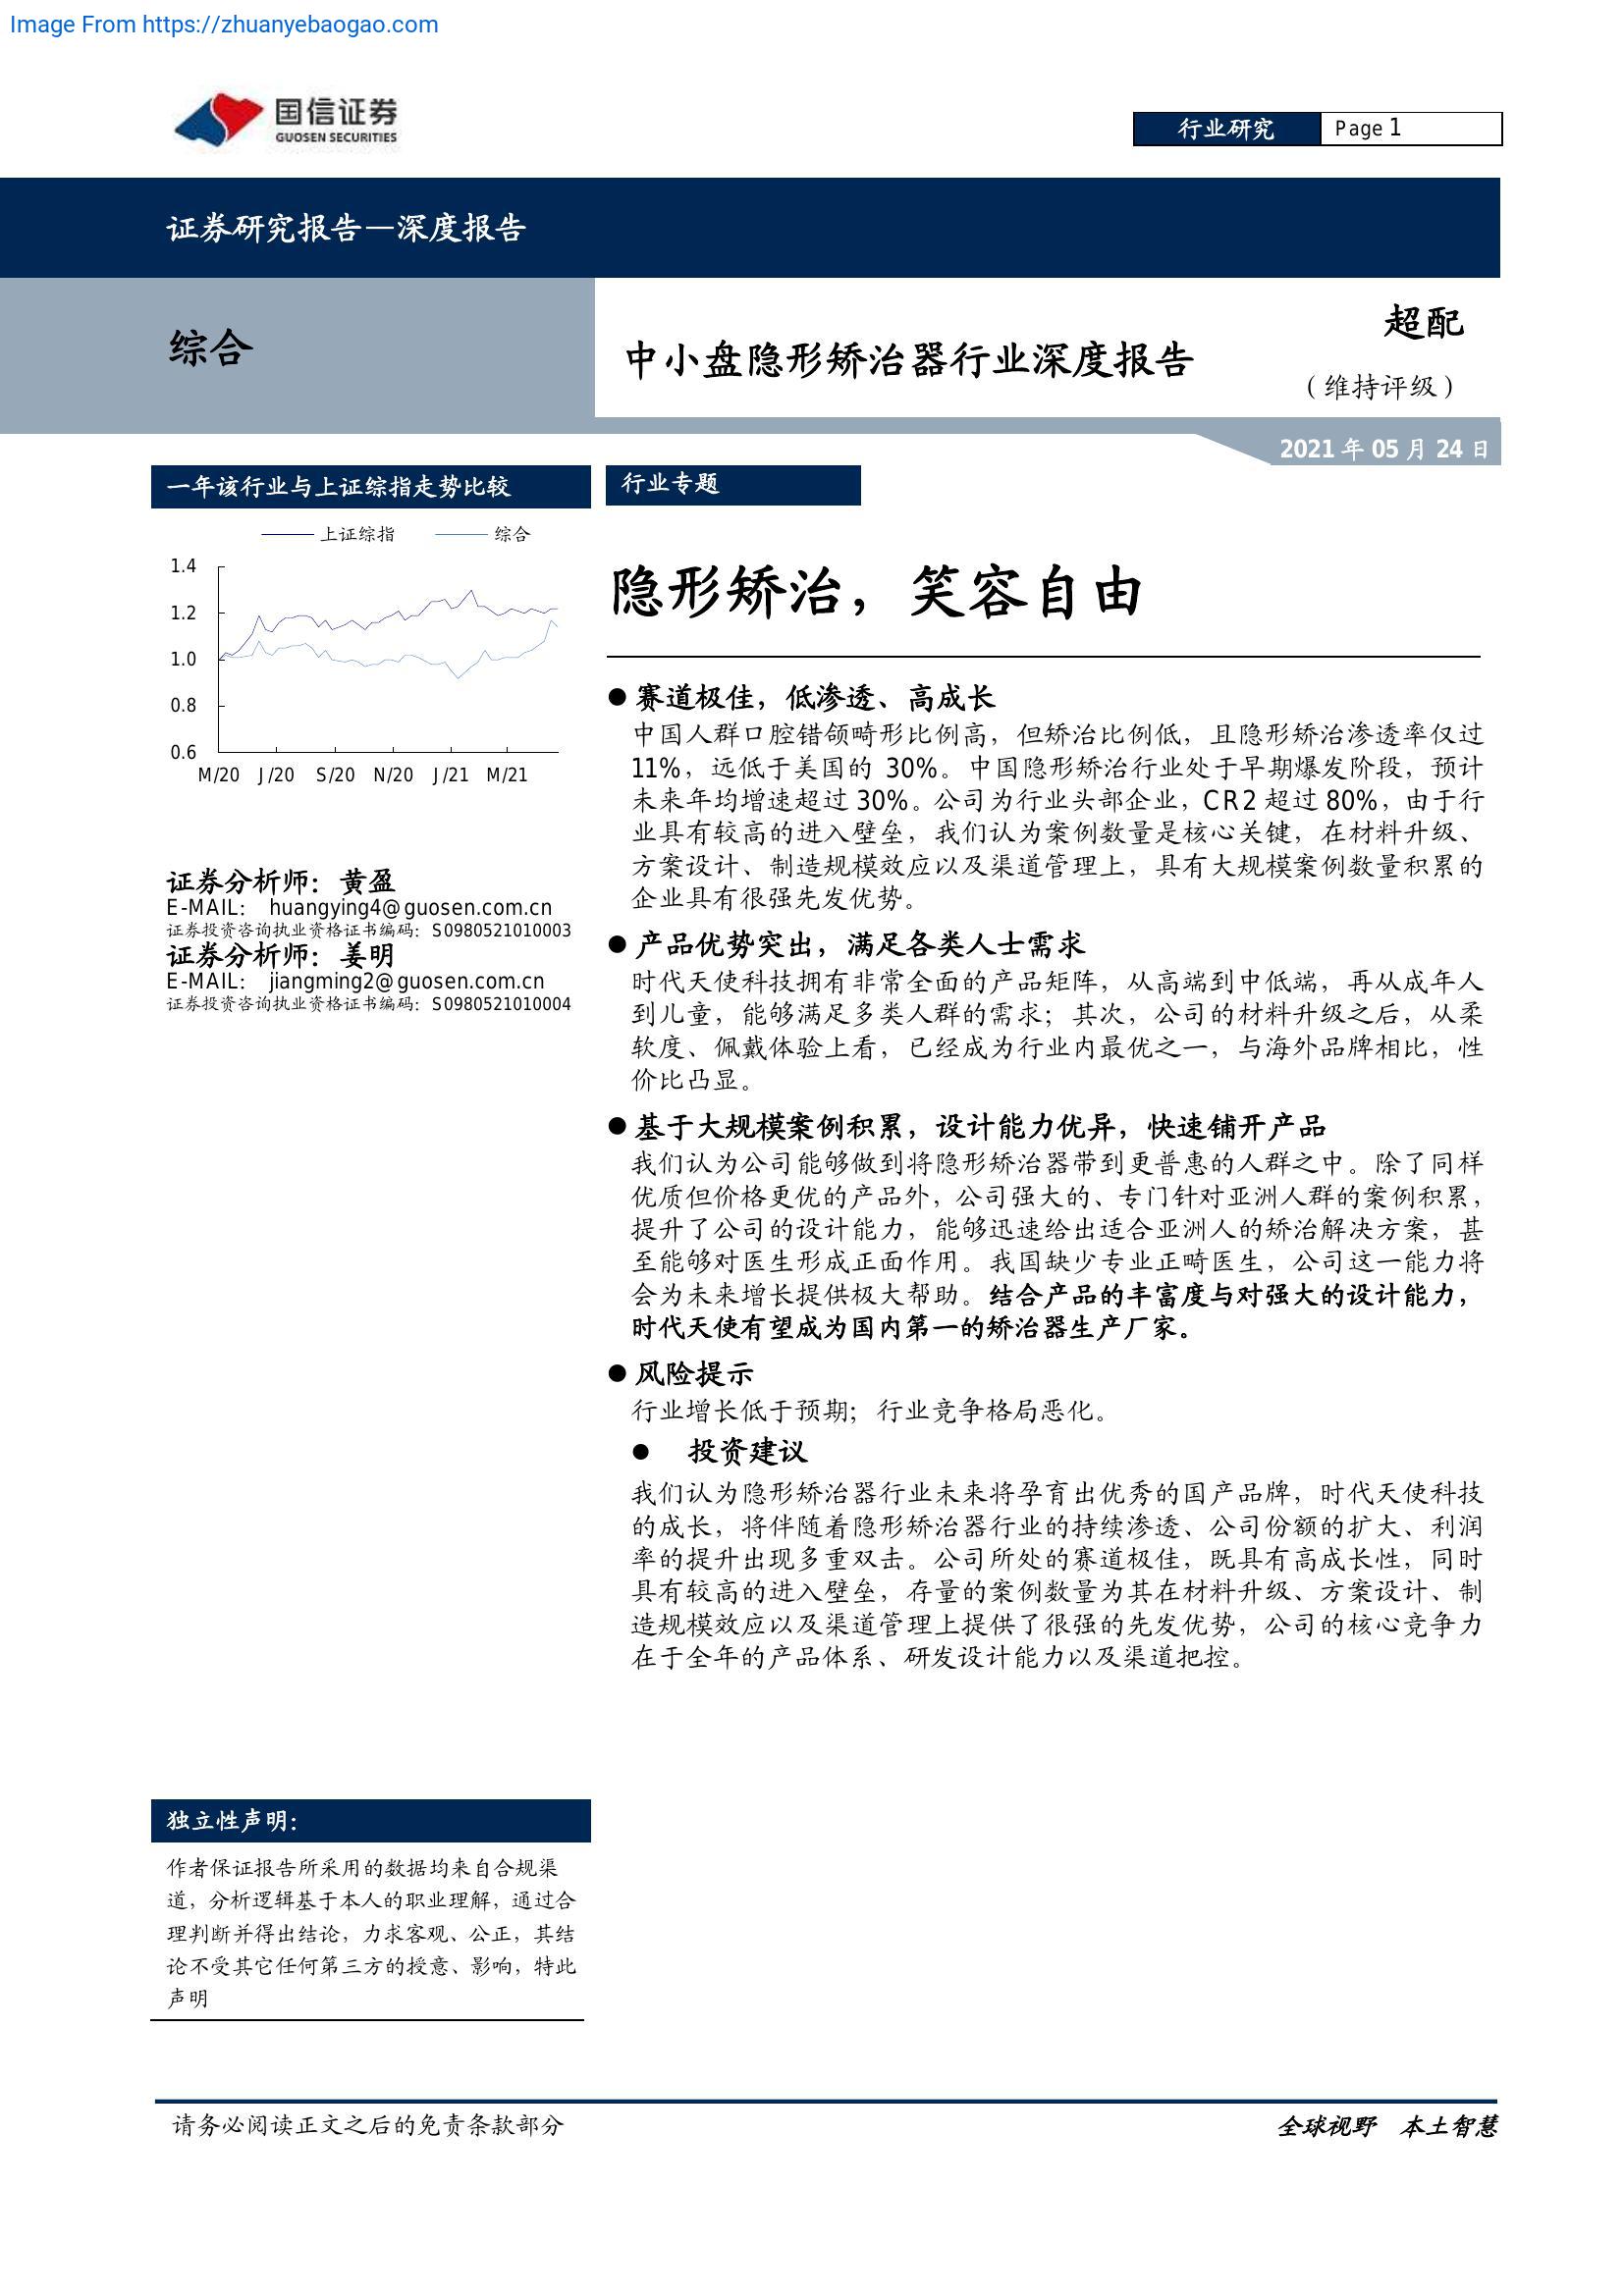 Image From https://zhuanyebaogao.com
国信证券
GUOSEN SECURITIES
行业研究
Page 1
证券研究报告—深度报告
综合
中小盘隐形矫治器行业深度报告
超配
（维持评级）
2021 年 05 月 24 日
一年该行业与上证综指走势比较
上证综指 综合
1.4
1.2
1.0
0.8
0.6
M/20 J/20 S/20 N/20 J/21 M/21
证券分析师：黄盈
E-MAIL： huangying4@guosen.com.cn
证券投资咨询执业资格证书编码：S0980521010003
证券分析师：姜明
E-MAIL： jiangming2@guosen.com.cn
证券投资咨询执业资格证书编码：S0980521010004
行业专题
隐形矫治，笑容自由
● 赛道极佳，低渗透、高成长
中国人群口腔错颌畸形比例高，但矫治比例低，且隐形矫治渗透率仅过
11%，远低于美国的 30%。中国隐形矫治行业处于早期爆发阶段，预计
未来年均增速超过 30%。公司为行业头部企业，CR2 超过 80%，由于行
业具有较高的进入壁垒，我们认为案例数量是核心关键，在材料升级、
方案设计、制造规模效应以及渠道管理上，具有大规模案例数量积累的
企业具有很强先发优势。
● 产品优势突出，满足各类人士需求
时代天使科技拥有非常全面的产品矩阵，从高端到中低端，再从成年人
到儿童，能够满足多类人群的需求；其次，公司的材料升级之后，从柔
软度、佩戴体验上看，已经成为行业内最优之一，与海外品牌相比，性
价比凸显。
● 基于大规模案例积累，设计能力优异，快速铺开产品
我们认为公司能够做到将隐形矫治器带到更普惠的人群之中。除了同样
优质但价格更优的产品外，公司强大的、专门针对亚洲人群的案例积累，
提升了公司的设计能力，能够迅速给出适合亚洲人的矫治解决方案，甚
至能够对医生形成正面作用。我国缺少专业正畸医生，公司这一能力将
会为未来增长提供极大帮助。结合产品的丰富度与对强大的设计能力，
时代天使有望成为国内第一的矫治器生产厂家。
● 风险提示
行业增长低于预期；行业竞争格局恶化。
● 投资建议
我们认为隐形矫治器行业未来将孕育出优秀的国产品牌，时代天使科技
的成长，将伴随着隐形矫治器行业的持续渗透、公司份额的扩大、利润
率的提升出现多重双击。公司所处的赛道极佳，既具有高成长性，同时
具有较高的进入壁垒，存量的案例数量为其在材料升级、方案设计、制
造规模效应以及渠道管理上提供了很强的先发优势，公司的核心竞争力
在于全年的产品体系、研发设计能力以及渠道把控。
独立性声明：
作者保证报告所采用的数据均来自合规渠
道，分析逻辑基于本人的职业理解，通过合
理判断并得出结论，力求客观、公正，其结
论不受其它任何第三方的授意、影响，特此
声明
请务必阅读正文之后的免责条款部分
全球视野 本土智慧